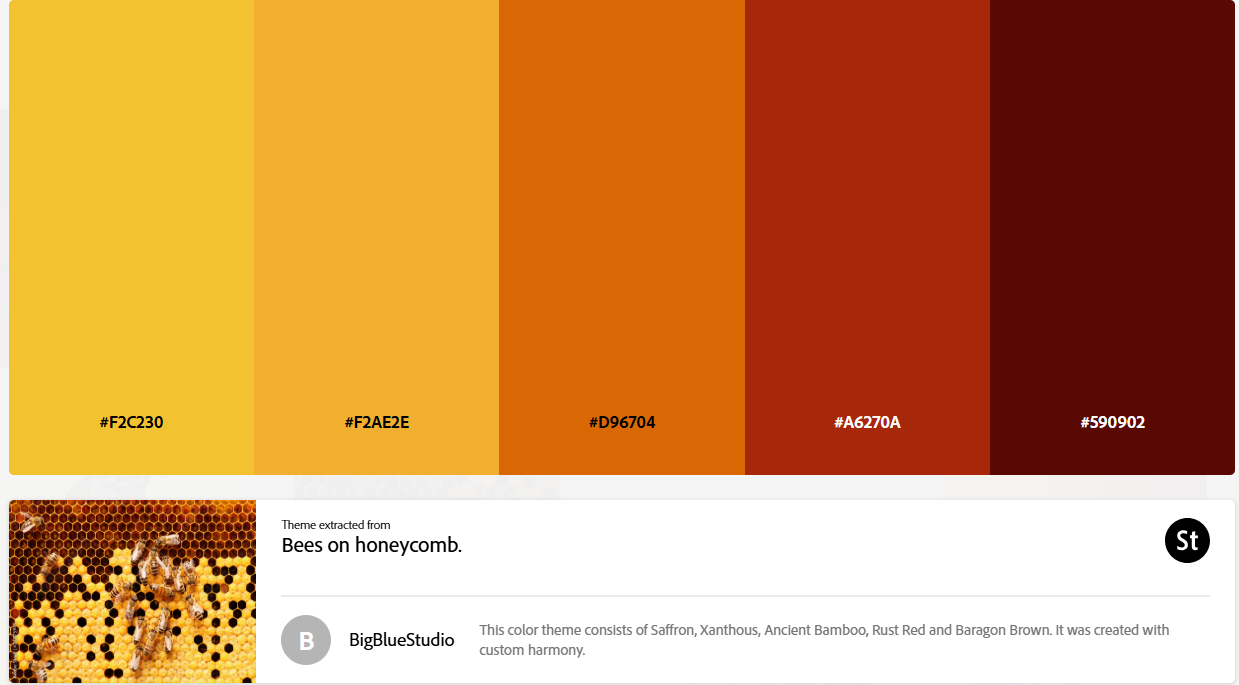 #F2C230
#F2AE2E
#D96704
#A6270A
#590902
Theme extracted from
Bees on honeycomb.
St
B
BigBlueStudio
This color theme consists of Saffron, Xanthous, Ancient Bamboo, Rust Red and Baragon Brown. It was created with
custom harmony.